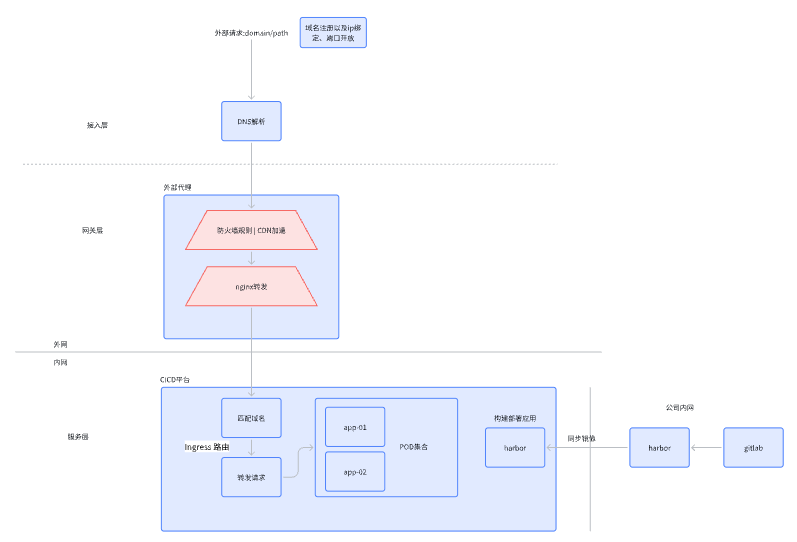 外部请求:domain/path
域名注册以及ip绑
定、端口开放
DNS解析
接入层
外部代理
防火墙规则 | CDN加速
网关层
nginx转发
外网
内网
CiCD平台
匹配域名
Ingress 路由
转发请求
app-01
app-02
POD集合
构建部署应用
harbor
服务层
同步镜像
公司内网
harbor
gitlab